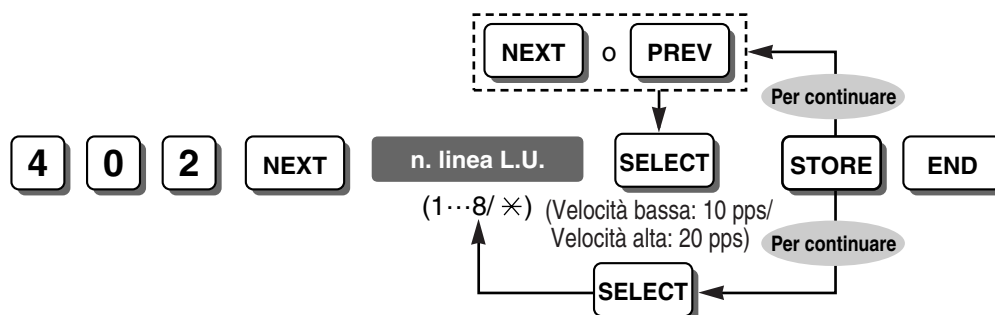 NEXT o PREV
Per continuare
4 0 2 NEXT n. linea L.U. SELECT STORE END
(1···8/ ✳) (Velocità bassa: 10 pps/
Velocità alta: 20 pps)
Per continuare
SELECT